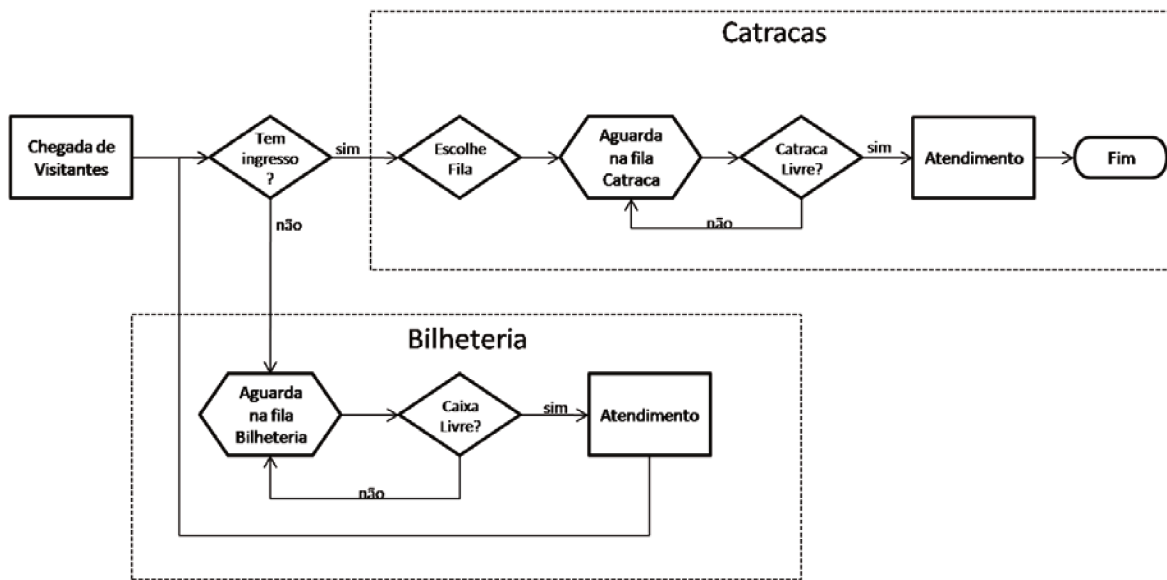 Catracas
Chegada de
Visitantes
Tem
ingresso
?
sim
Escolhe
Fila
Aguarda
na fila
Catraca
Catraca
Livre?
sim
Atendimento
Fim
não
não
Bilheteria
Aguarda
na fila
Bilheteria
Caixa
Livre?
sim
Atendimento
não